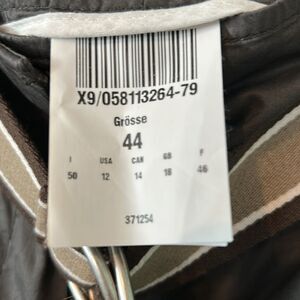 X9/058113264-79
Grösse
44
I USA CAN GB F
50 12 14 18 46
371254